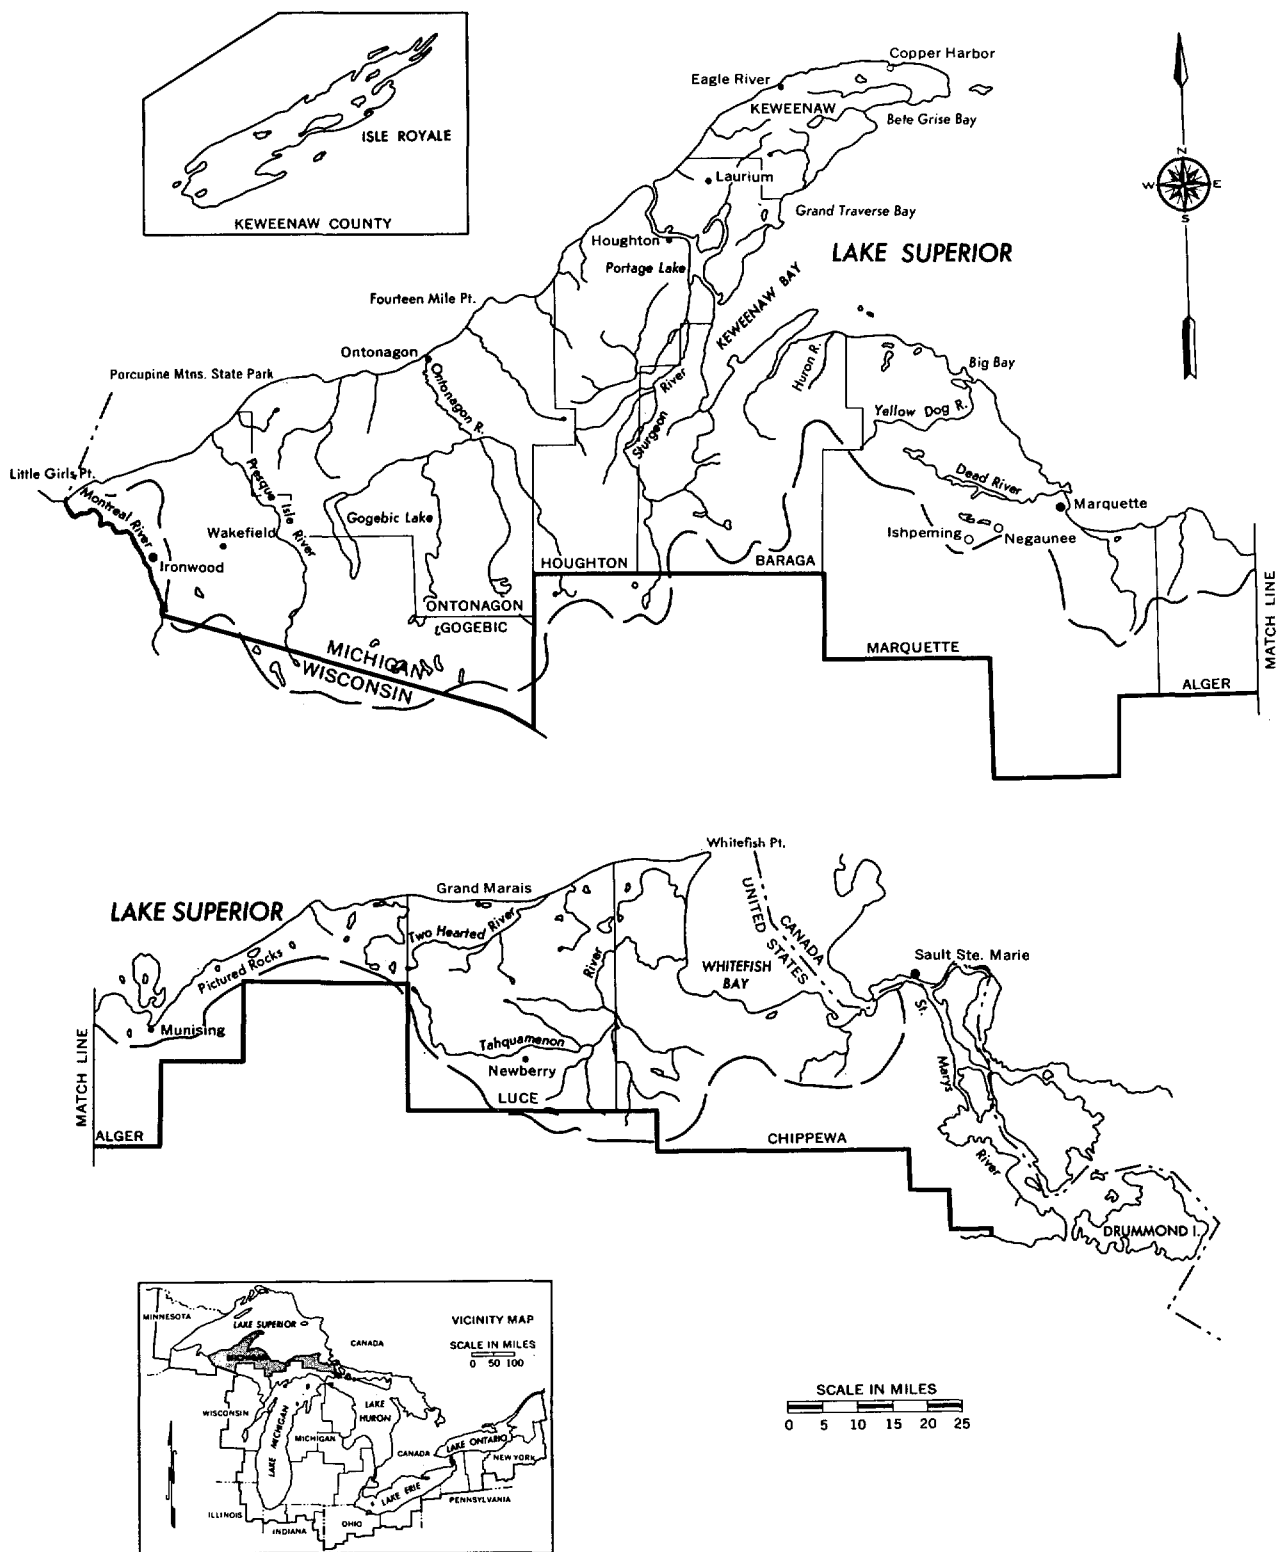 Copper Harbor
Eagle River
KEWEENAW
Bete Grise Bay
ISLE ROYALE
KEWEENAW COUNTY
Laurium
N
W E
S
Grand Traverse Bay
Houghton
Portage Lake
LAKE SUPERIOR
KEWEENAW BAY
Fourteen Mile Pt.
Ontonagon
Ontonagon R.
Porcupine Mtns. State Park
Huron R.
Big Bay
Sturgeon River
Yellow Dog R.
Little Girls Pt.
Montreal River
Presque Isle River
Dead River
Marquette
Gogebic Lake
Wakefield
Ishpeming
Negaunee
Ironwood
HOUGHTON
BARAGA
ONTONAGON
GOGEBIC
MICHIGAN
WISCONSIN
MARQUETTE
ALGER
MATCH LINE
Whitefish Pt.
LAKE SUPERIOR
Grand Marais
Two Hearted River
UNITED STATES
CANADA
Pictured Rocks
River
WHITEFISH
BAY
Sault Ste. Marie
St.
Munising
Tahquamenon
Newberry
Marys
MATCH LINE
LUCE
ALGER
CHIPPEWA
River
DRUMMOND I.
MINNESOTA
LAKE SUPERIOR
VICINITY MAP
CANADA
SCALE IN MILES
0 50 100
MICHIGAN
WISCONSIN
LAKE MICHIGAN
MICHIGAN
LAKE
HURON
CANADA
LAKE ONTARIO
NEW YORK
LAKE ERIE
PENNSYLVANIA
ILLINOIS
INDIANA
OHIO
SCALE IN MILES
0 5 10 15 20 25